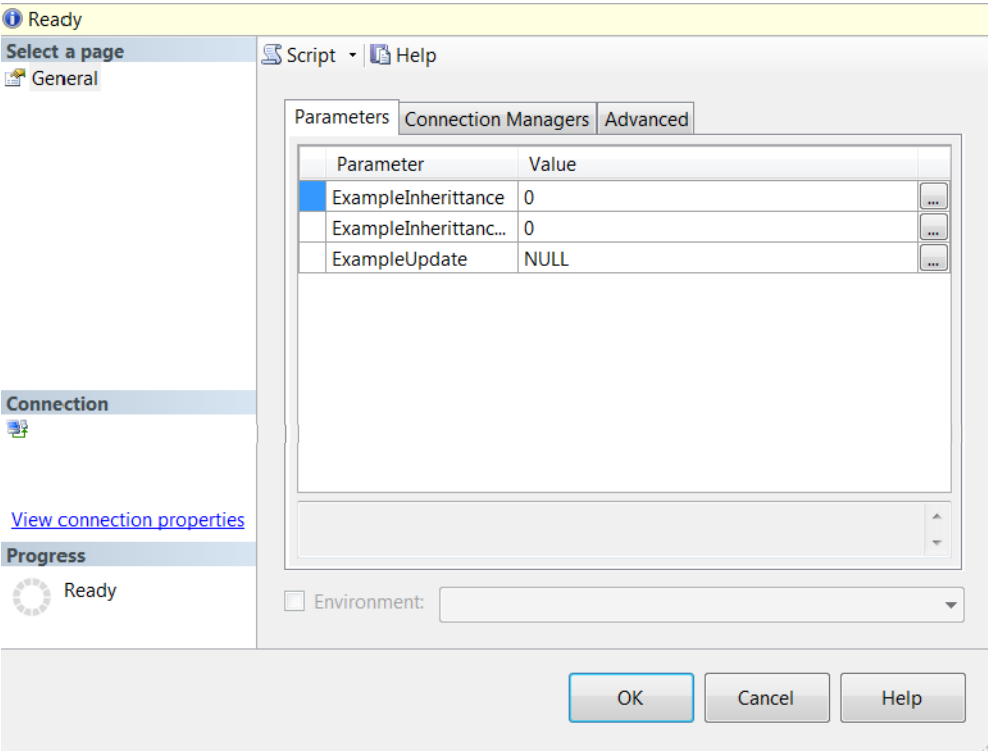 Ready
Select a page
General
Script
Help
Parameters
Connection Managers
Advanced
Parameter Value
ExampleInherittance 0 ...
ExampleInherittanc... 0 ...
ExampleUpdate NULL ...
Connection
View connection properties
Progress
Ready
Environment:
OK
Cancel
Help